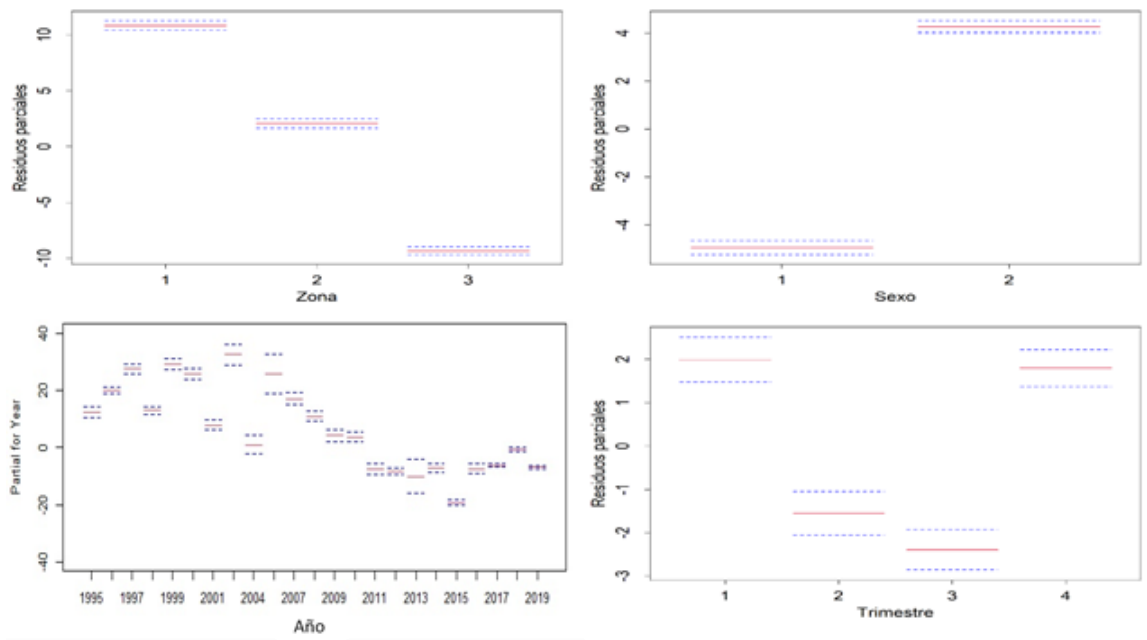 Residuos parciales
10
5
0
-5
-10
1 2 3
Zona
Residuos parciales
4
2
0
-2
-4
1 2
Sexo
Partial for Year
40
20
0
-20
-40
1995 1997 1999 2001 2004 2007 2009 2011 2013 2015 2017 2019
Año
Residuos parciales
2
1
0
-1
-2
-3
1 2 3 4
Trimestre